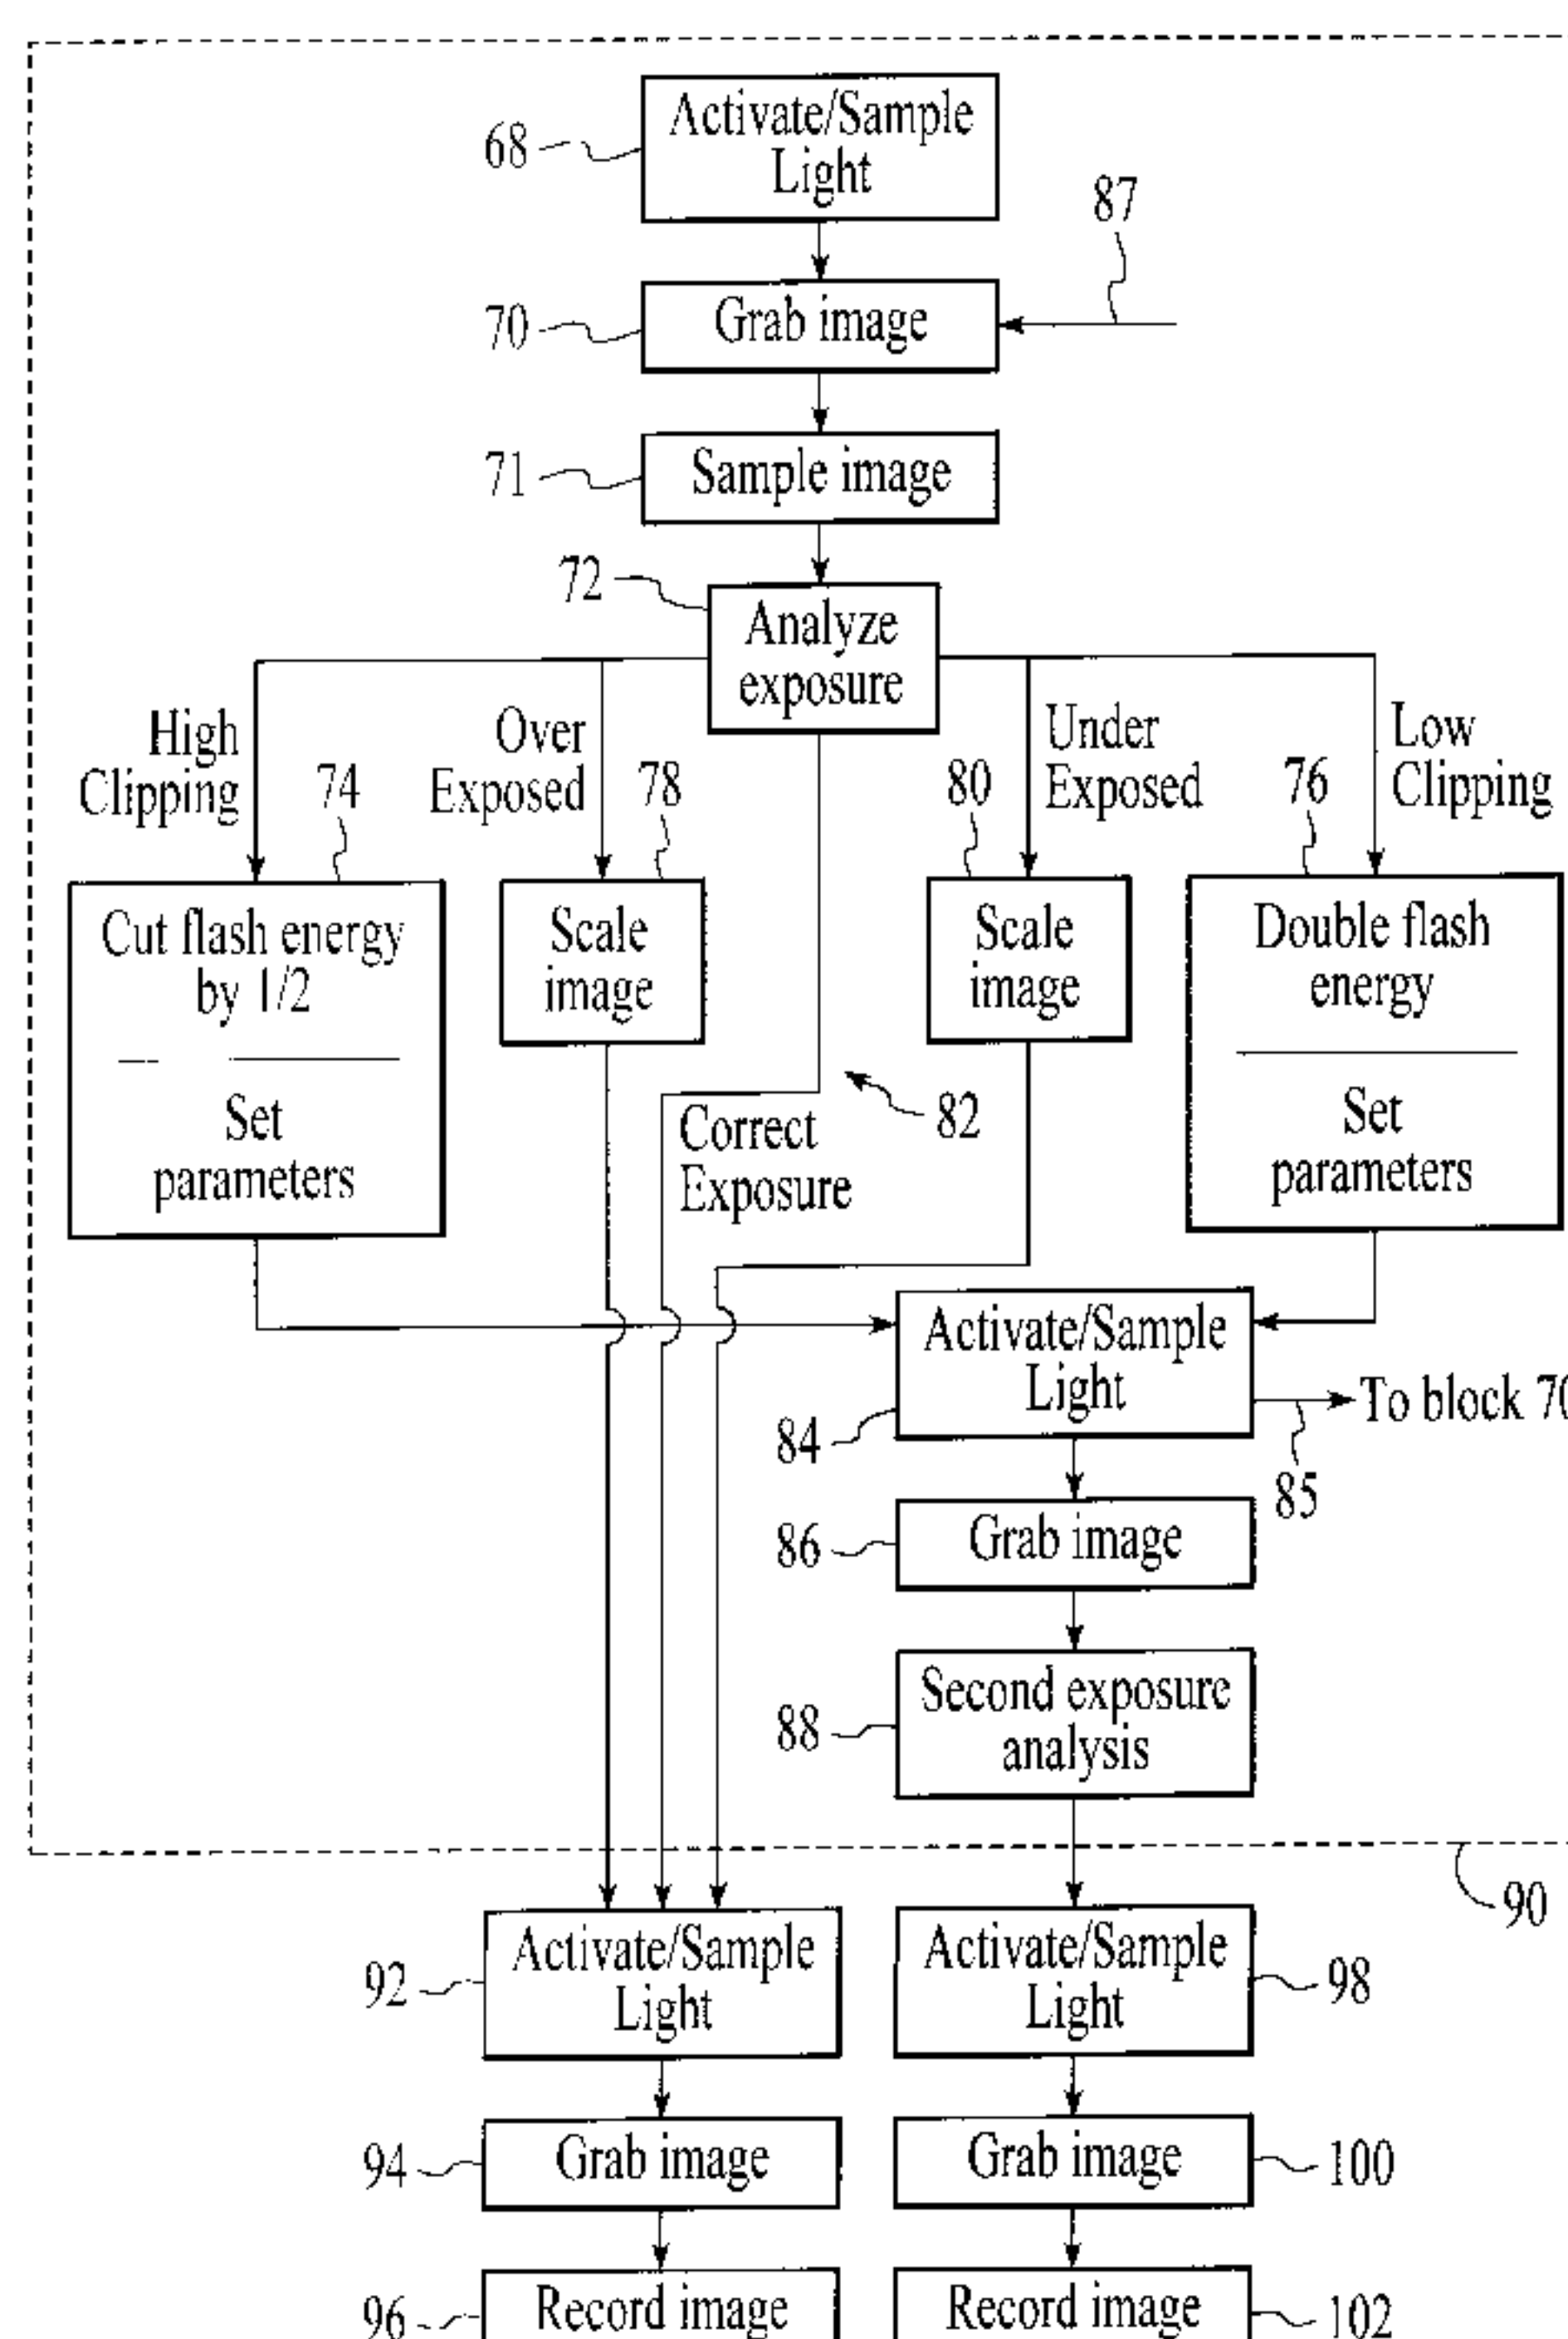 Activate/Sample
Light
68
87
Grab image
70
Sample image
71
72
Analyze
exposure
High
Clipping
74
Over
Exposed
78
80
Under
Exposed
76
Low
Clipping
Cut flash energy
by 1/2
Set
parameters
Scale
image
Scale
image
Double flash
energy
Set
parameters
82
Correct
Exposure
Activate/Sample
Light
84
To block 70
85
Grab image
86
Second exposure
analysis
88
90
Activate/Sample
Light
92
Activate/Sample
Light
98
Grab image
94
Grab image
100
Record image
96
Record image
102